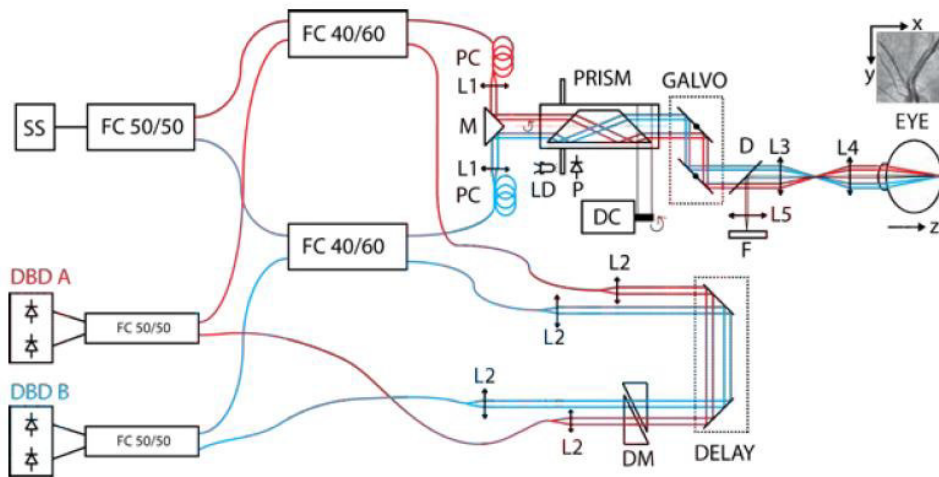 FC 40/60
PC
L1
PRISM
GALVO
x
y
EYE
SS
FC 50/50
M
D
L3
L4
L1
PC
LD
P
DC
L5
F
z
FC 40/60
DBD A
FC 50/50
L2
L2
DBD B
FC 50/50
L2
L2
DM
DELAY